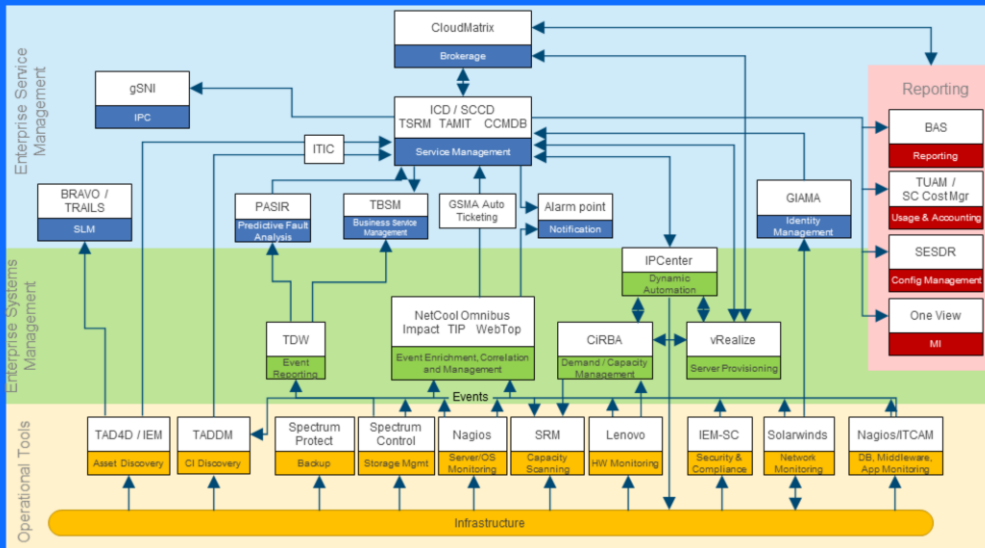 Enterprise Service
Management
CloudMatrix
Brokerage
gSNI
IPC
ICD / SCCD
TSRM TAMIT CCMDB
Service Management
ITIC
BRAVO /
TRAILS
SLM
PASIR
Predictive Fault
Analysis
TBSM
Business Service
Management
GSMA Auto
Ticketing
Alarm point
Notification
GIAMA
Identity
Management
Reporting
BAS
Reporting
TUAM /
SC Cost Mgr
Usage & Accounting
SESDR
Config Management
One View
MI
Enterprise Systems
Management
IPCenter
Dynamic
Automation
TDW
Event
Reporting
NetCool Omnibus
Impact TIP WebTop
Event Enrichment, Correlation
and Management
CiRBA
Demand / Capacity
Management
vRealize
Server Provisioning
Events
Operational Tools
TAD4D / IEM
Asset Discovery
TADDM
CI Discovery
Spectrum
Protect
Backup
Spectrum
Control
Storage Mgmt
Nagios
Server/OS
Monitoring
SRM
Capacity
Scanning
Lenovo
HW Monitoring
IEM-SC
Security &
Compliance
Solarwinds
Network
Monitoring
Nagios/ITCAM
DB, Middleware,
App Monitoring
Infrastructure